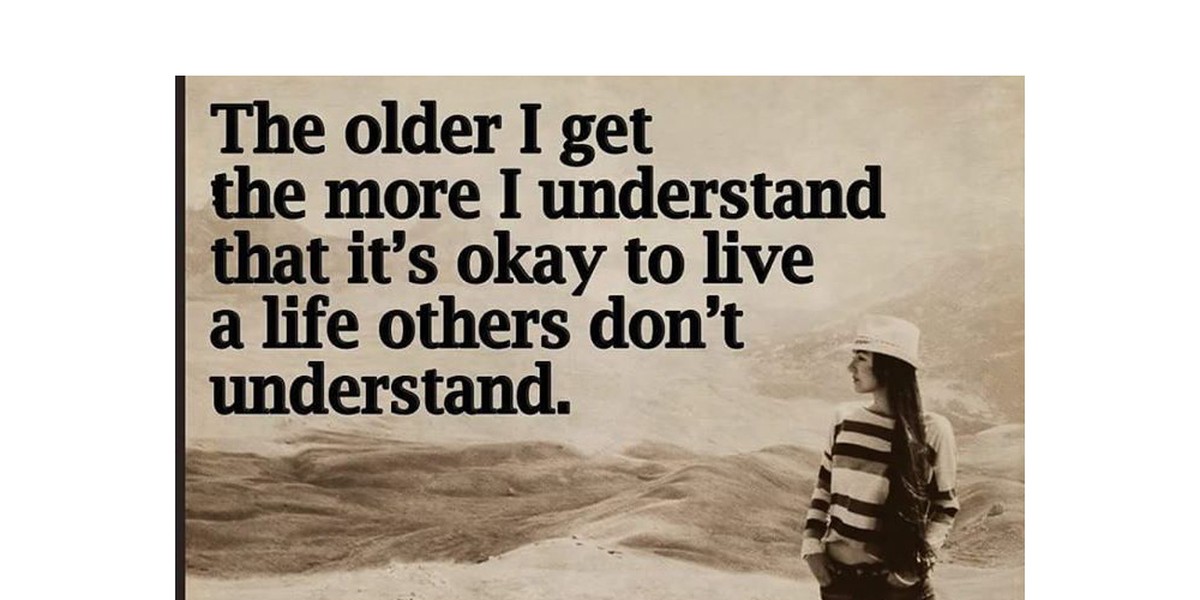 The older I get
the more I understand
that it's okay to live
a life others don't
understand.